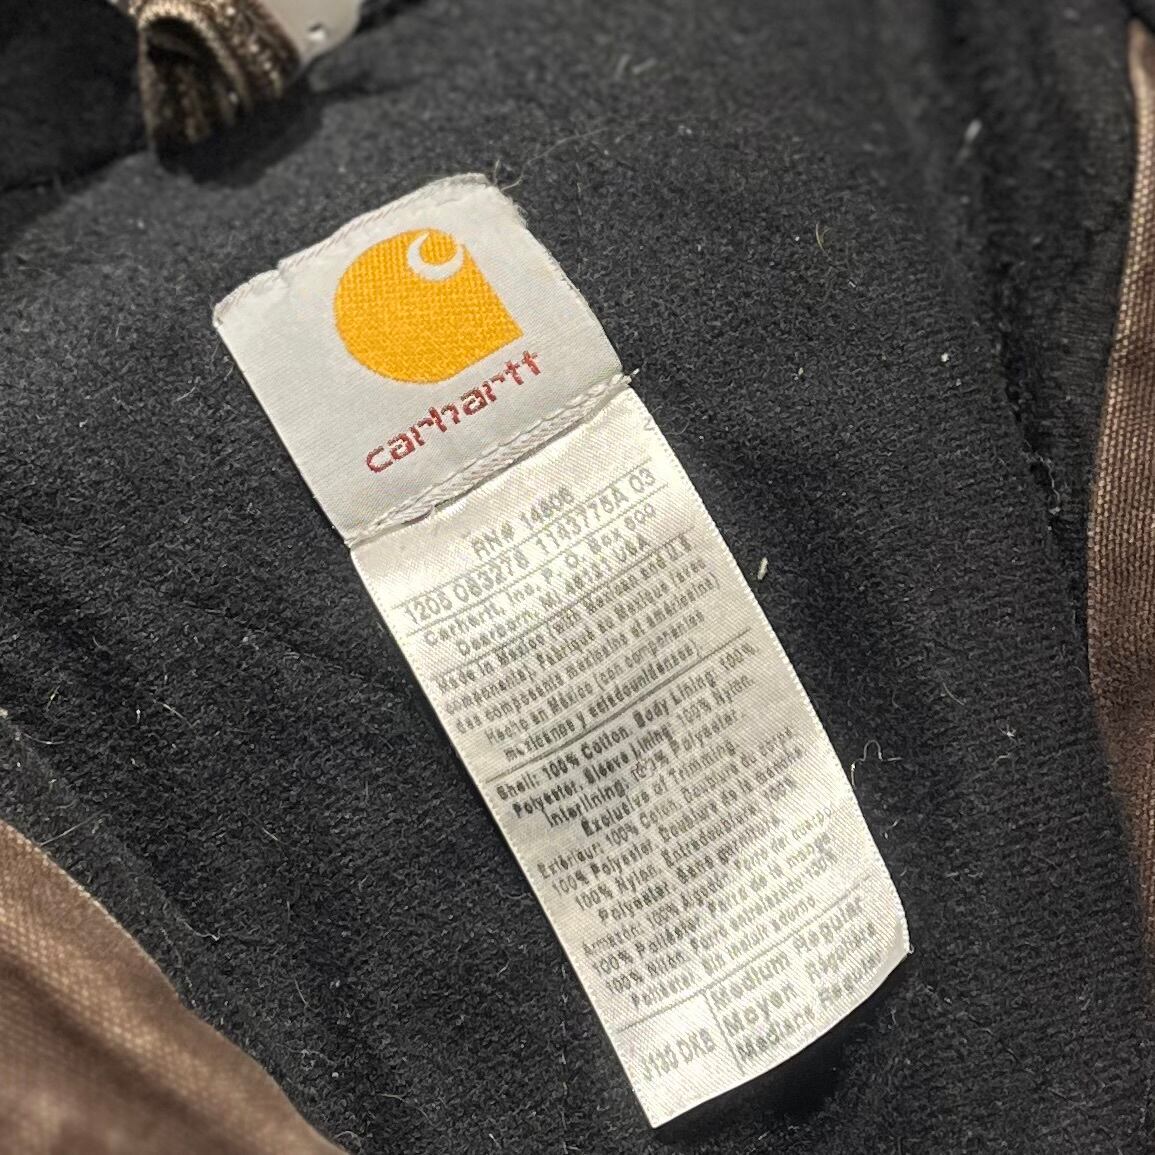 carhartt
RN# 14806
1205 083278 1143775A 03
Carhartt, Inc., P. O. Box 600
Dearborn, MI 48121 USA
Made in Mexico (with Mexican and U.S
components), Fabriqué au Mexique (avec
des composants mexicains et américains)
Hecho en México (con componentes
mexicanos y estadounidenses).
Shell: 100% Cotton, Body Lining: 100%
Polyester, Sleeve Lining: 100% Nylon,
Interlining: 100% Polyester.
Exclusive of Trimming.
Extérieur: 100% Coton, Doublure du corps:
100% Polyester, Doublure de la manche
100% Nylon, Entredoublure: 100%
Polyester, Sans garniture.
Armazon: 100% Algodón Forro de cuerpo:
100% Poliéster, Forro de la manga:
100% Nilon, Forro entrelazado 100%
Poliéster, Sin incluir adorno
J130 DKB
Medium Regular
Moyen Régulière
Mediano Regular